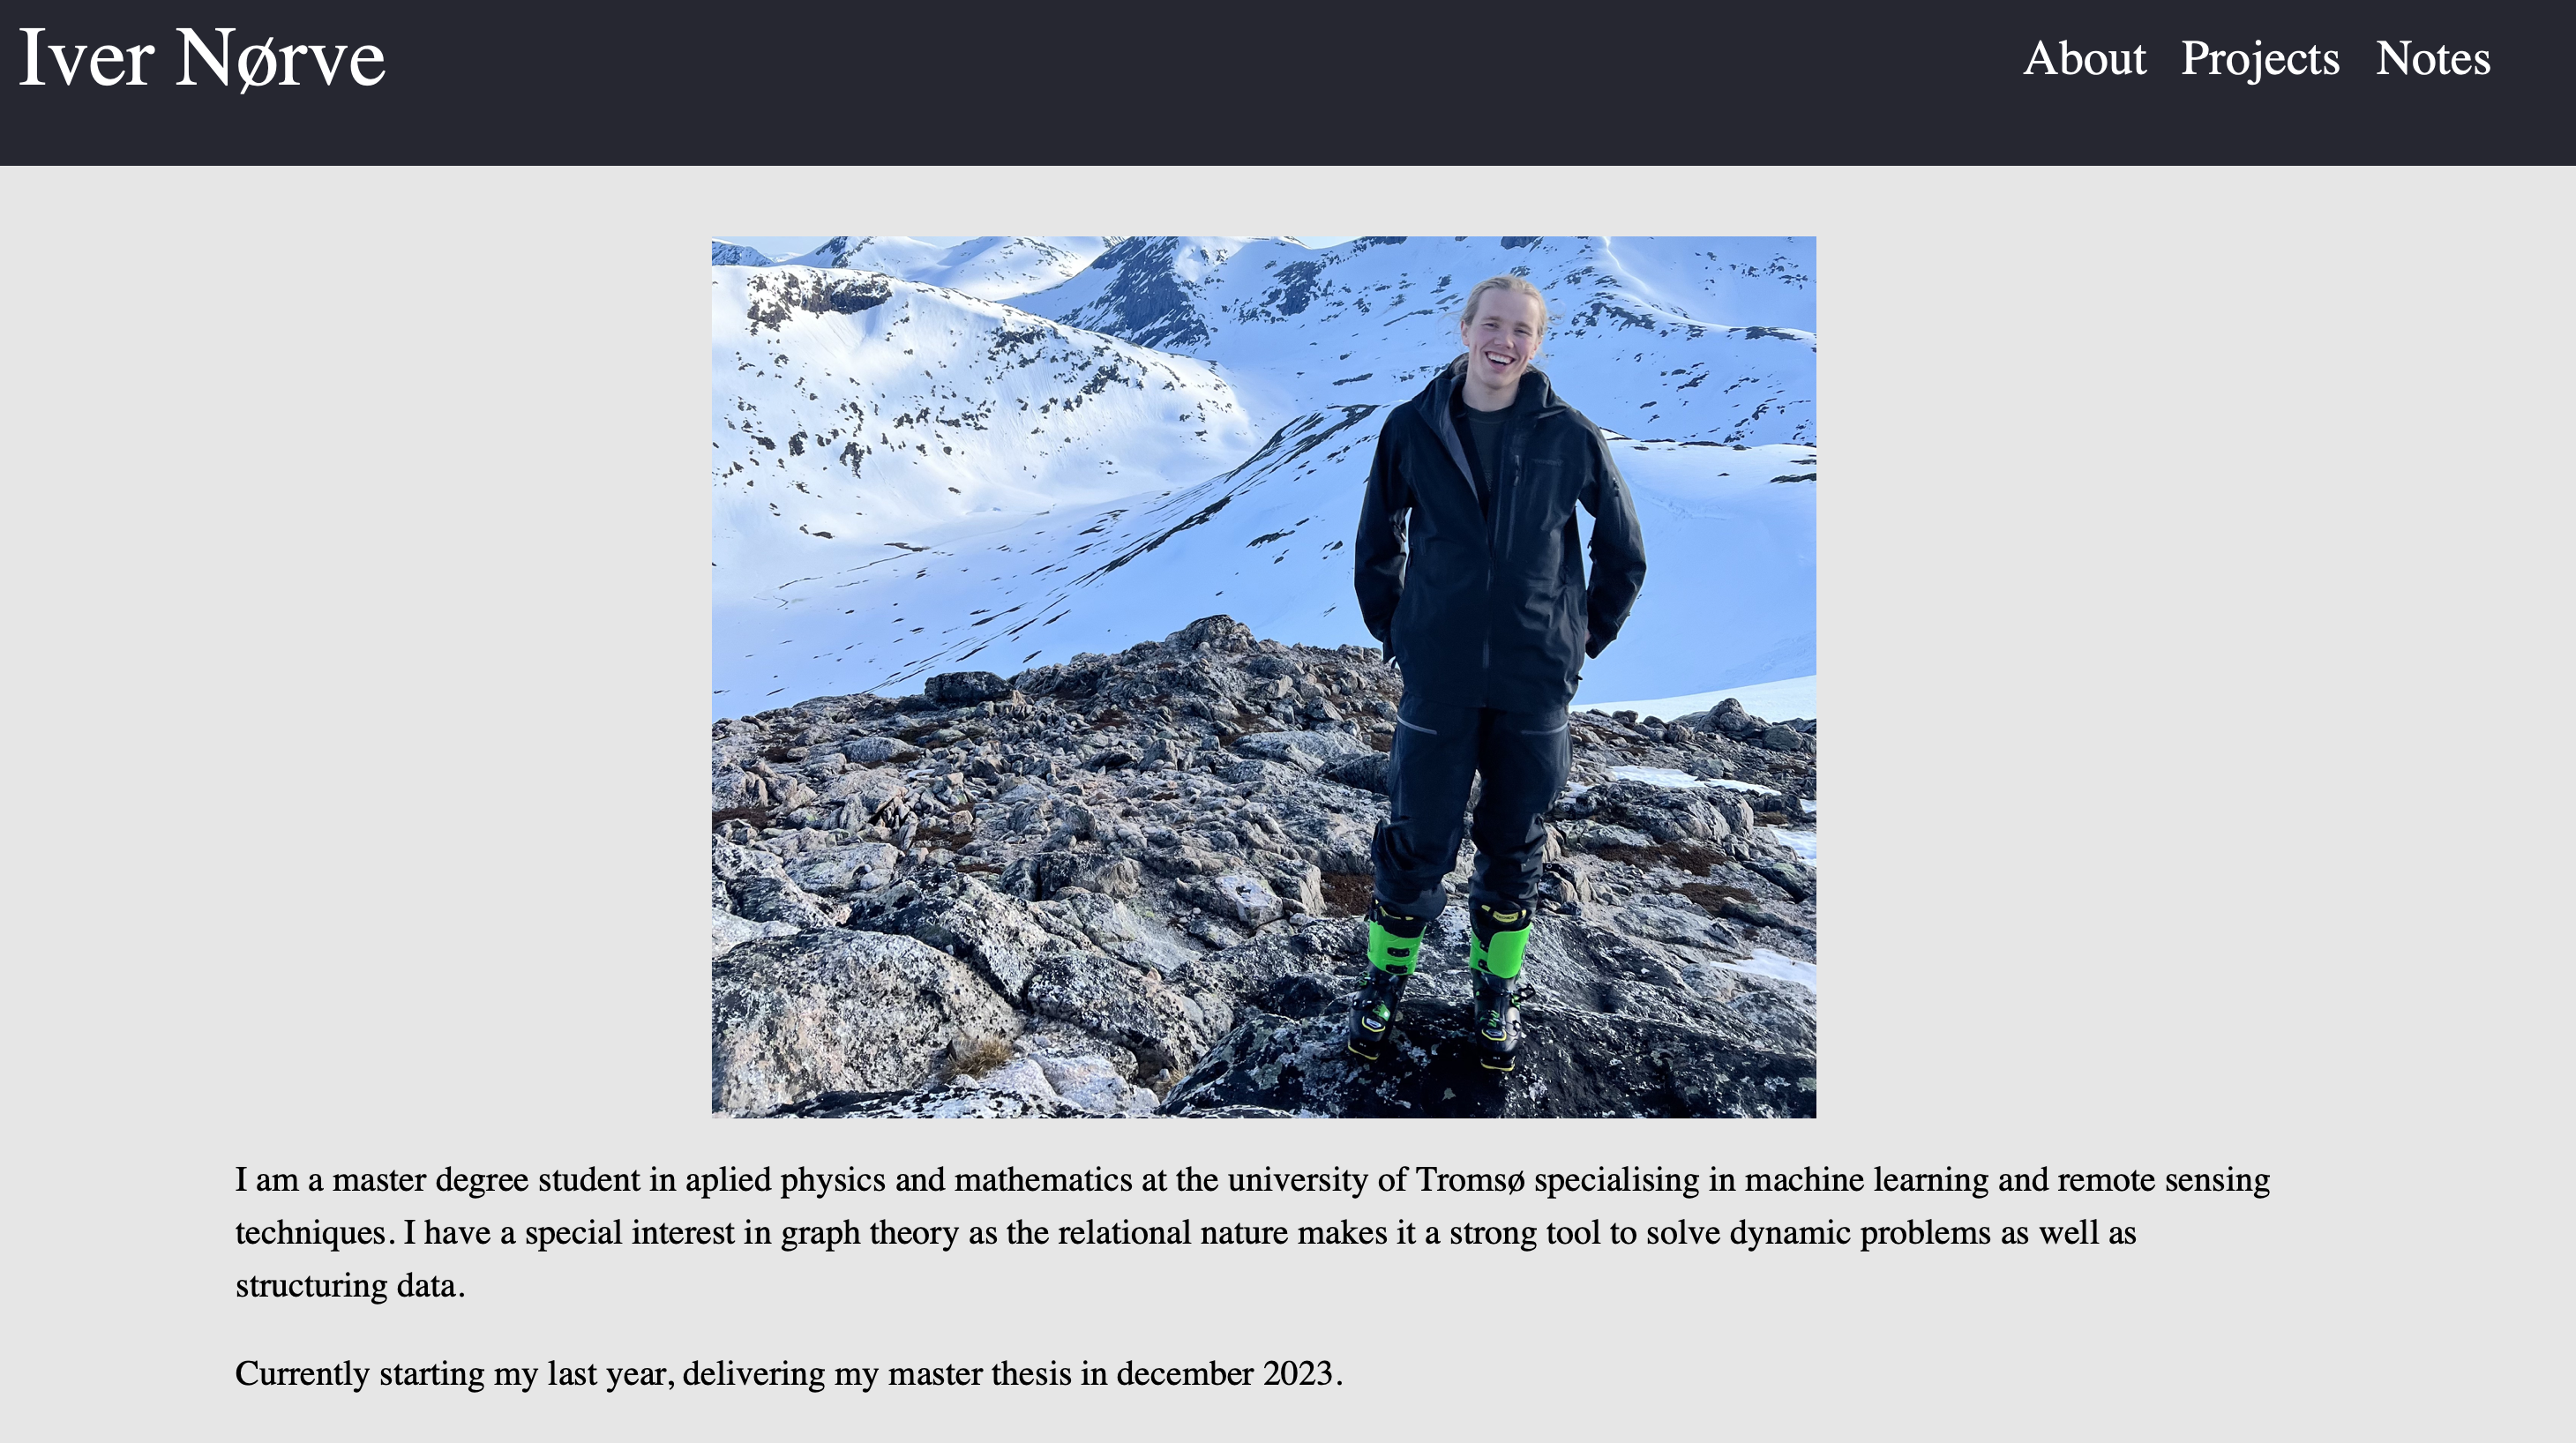 Iver Nørve
About Projects Notes
I am a master degree student in aplied physics and mathematics at the university of Tromsø specialising in machine learning and remote sensing
techniques. I have a special interest in graph theory as the relational nature makes it a strong tool to solve dynamic problems as well as
structuring data.
Currently starting my last year, delivering my master thesis in december 2023.